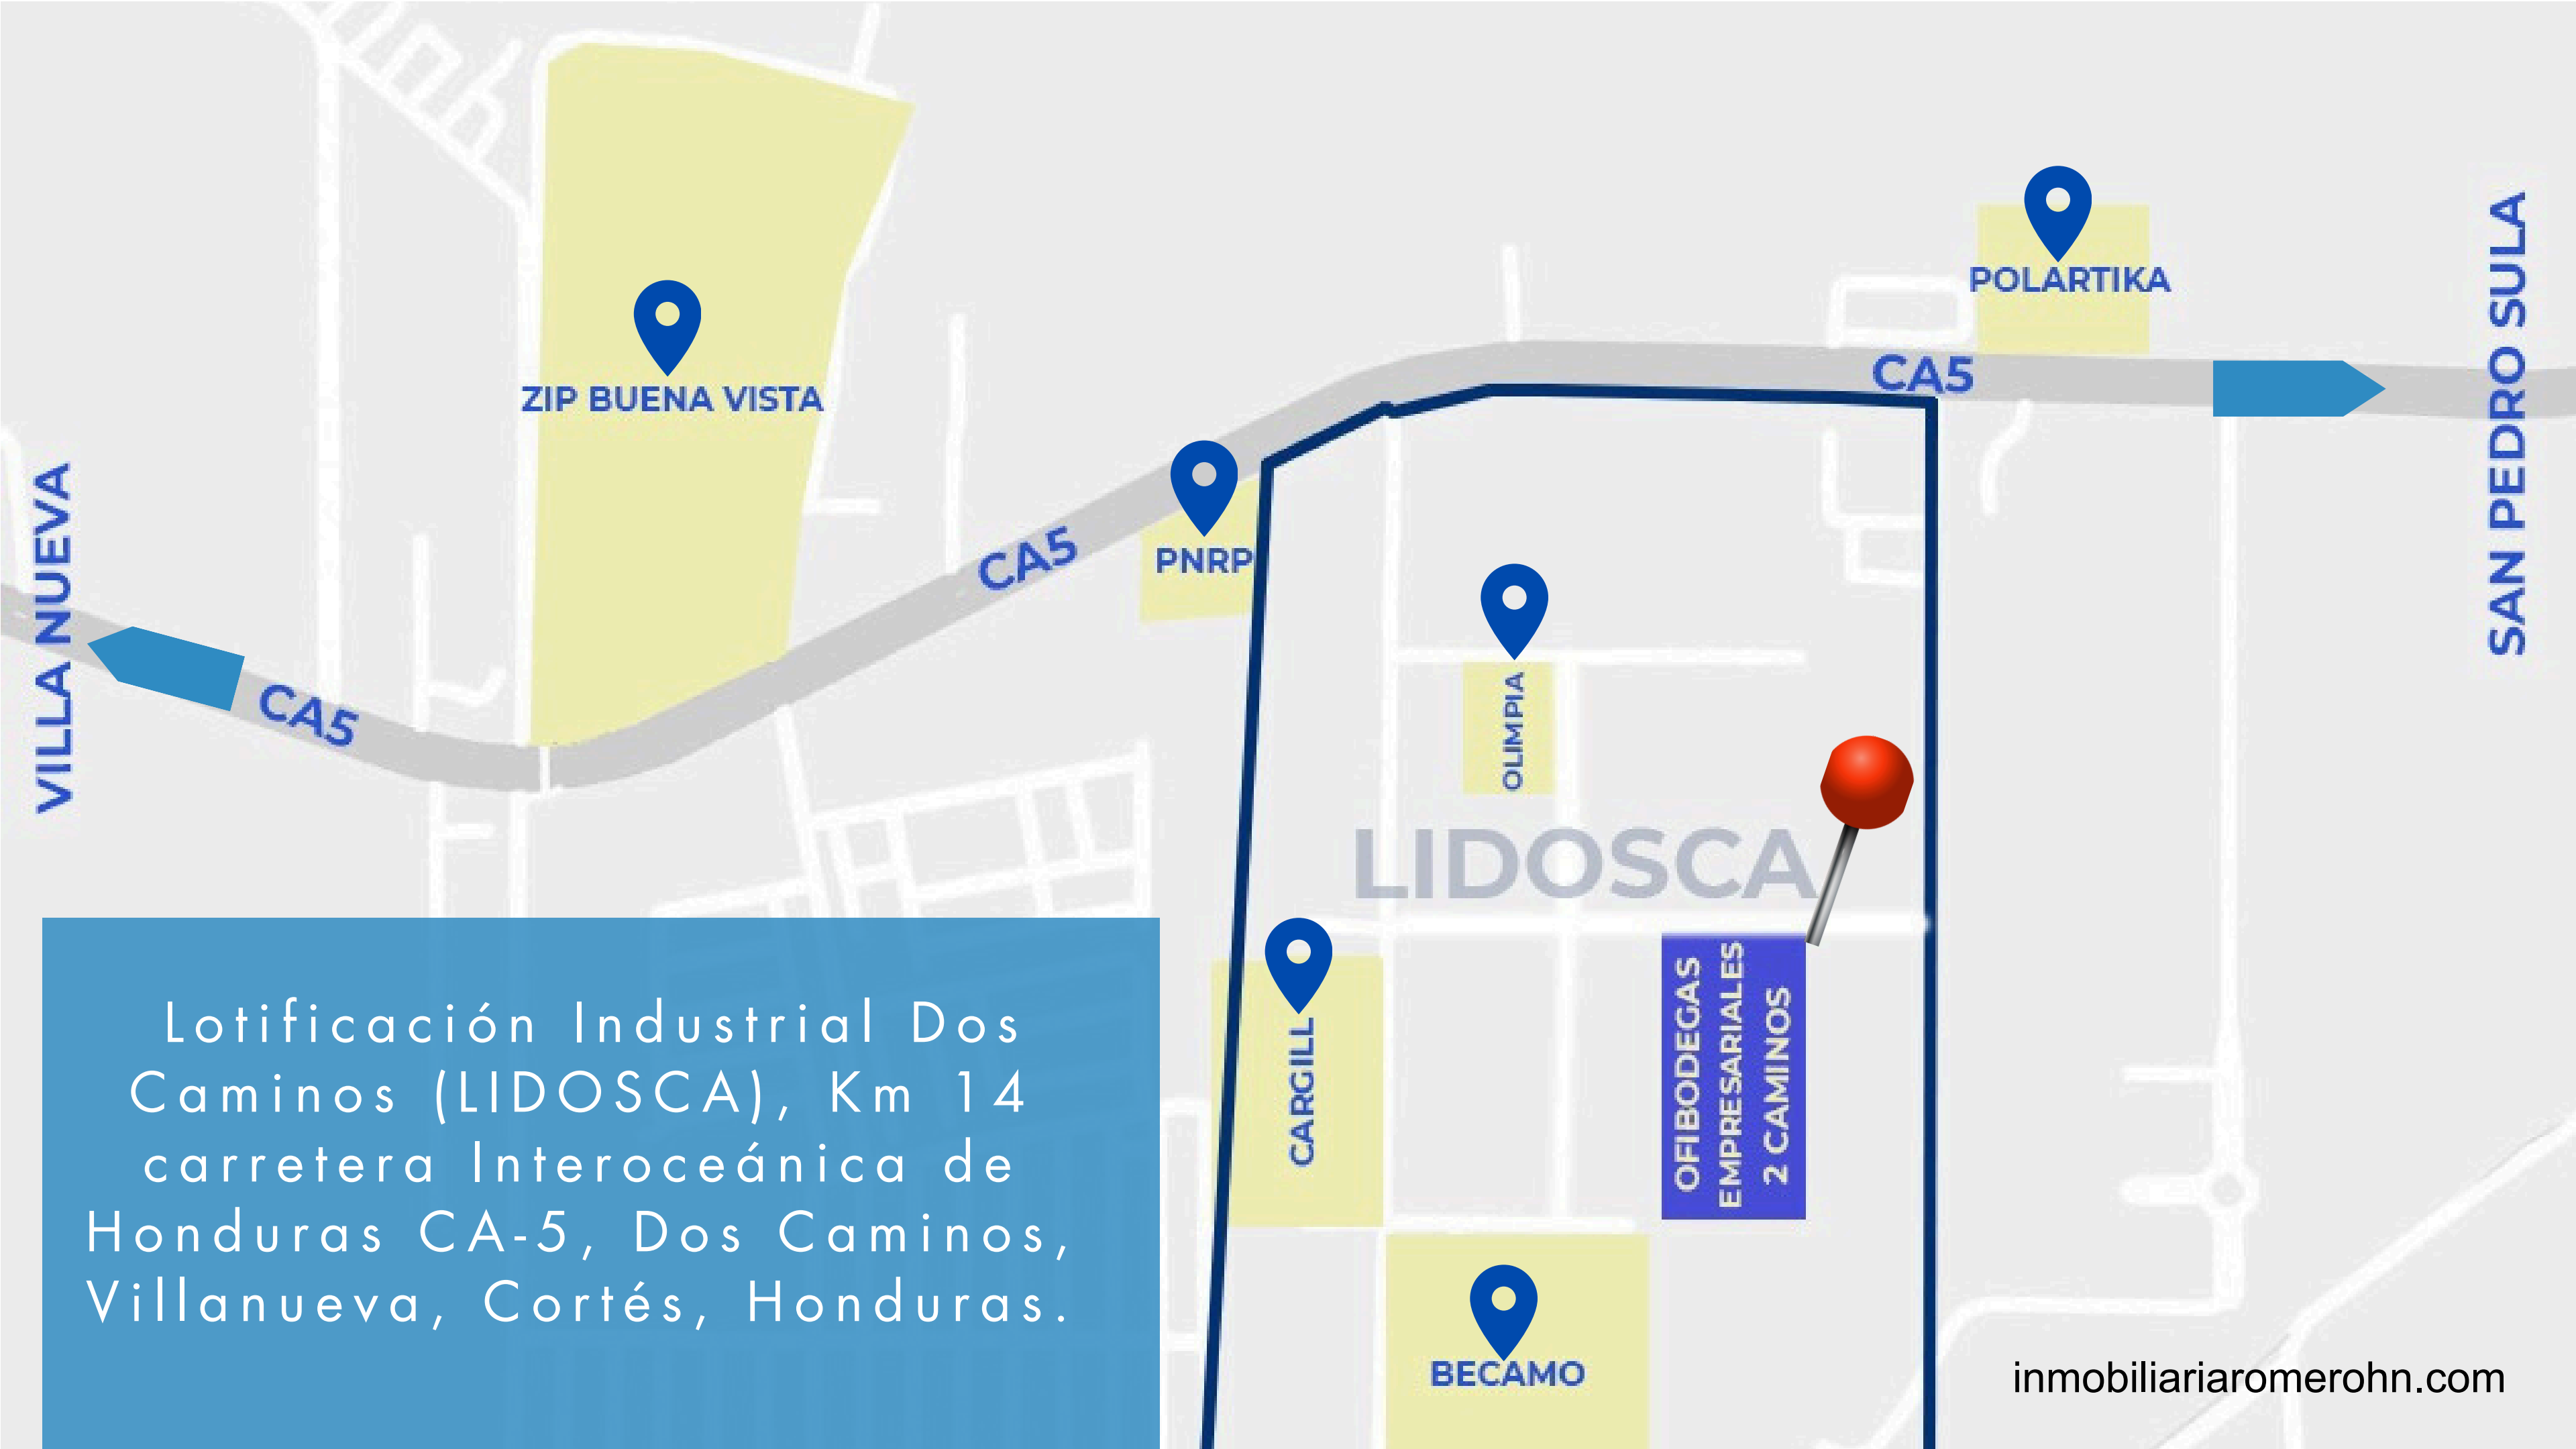 POLARTIKA
SAN PEDRO SULA
ZIP BUENA VISTA
CA5
VILLA NUEVA
PNRP
CA5
OLIMPIA
CA5
LIDOSCA
CARGILL
OFIBODEGAS
EMPRESARIALES
2 CAMINOS
Lotificación Industrial Dos
Caminos (LIDOSCA), Km 14
carretera Interoceánica de
Honduras CA-5, Dos Caminos,
Villanueva, Cortés, Honduras.
BECAMO
inmobiliariaromerohn.com